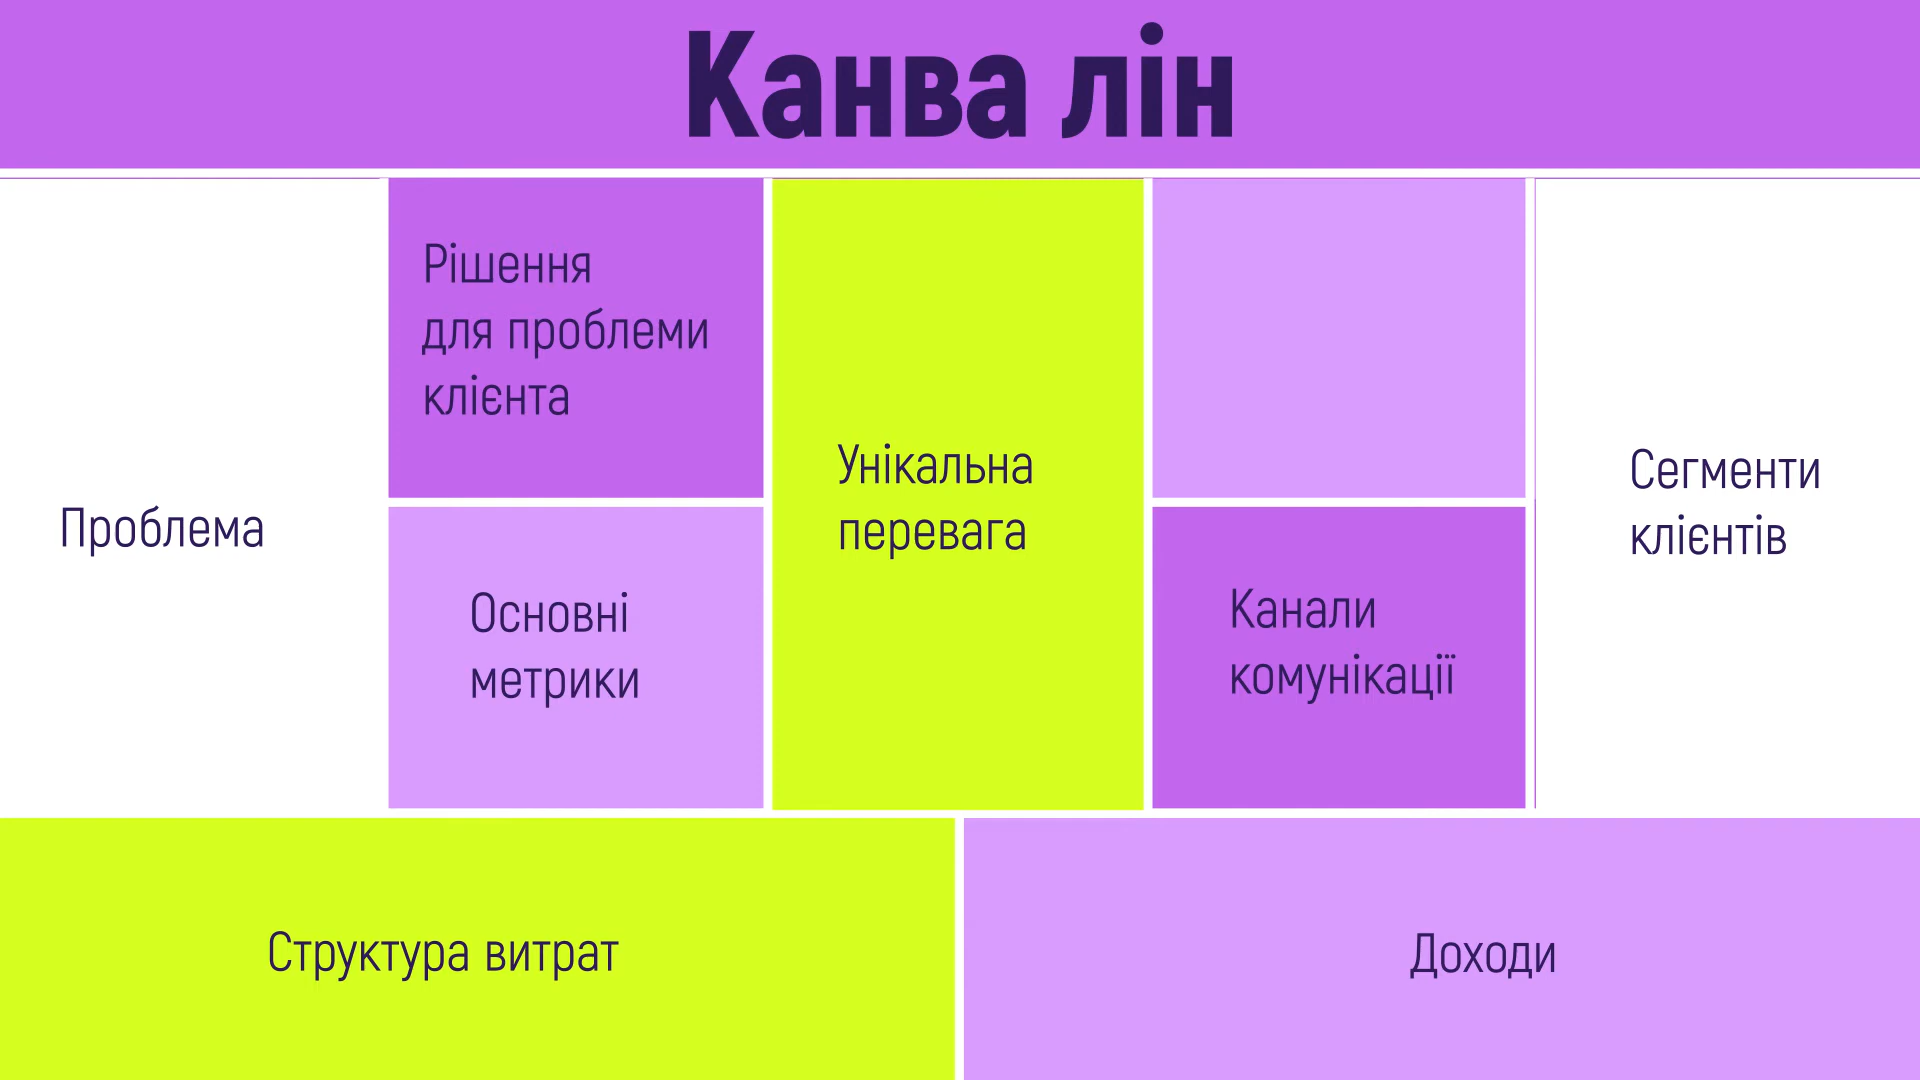 Канва лін
Проблема
Рішення
для проблеми
клієнта
Основні
метрики
Унікальна
перевага
Канали
комунікації
Сегменти
клієнтів
Структура витрат
Доходи